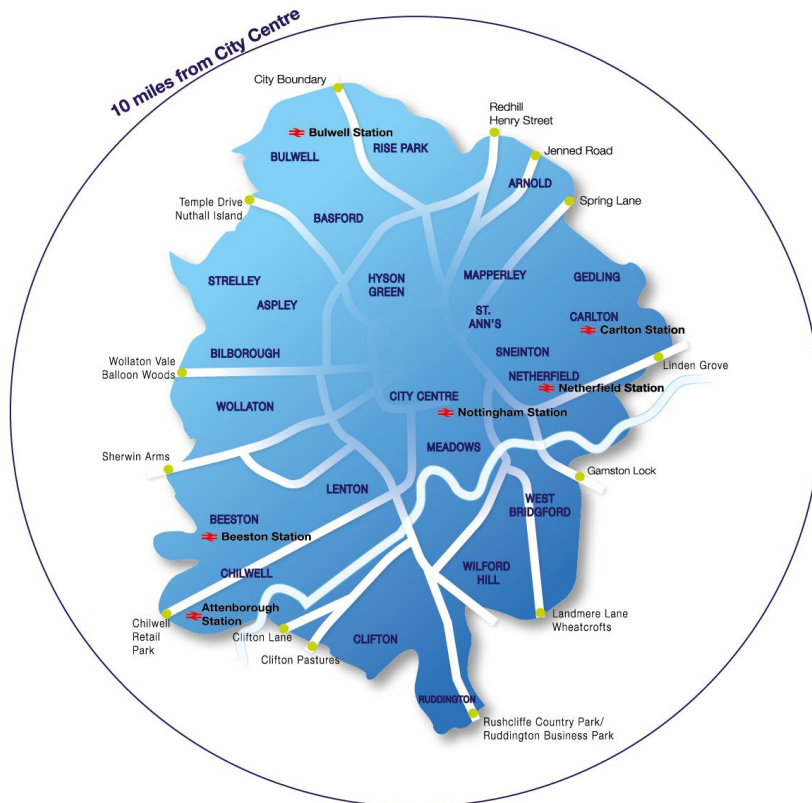 10 miles from City Centre
City Boundary
Redhill
Henry Street
Bulwell Station
RISE PARK
BULWELL
Jenned Road
ARNOLD
Temple Drive
Nuthall Island
Spring Lane
BASFORD
STRELLEY
HYSON
GREEN
MAPPERLEY
GEDLING
ASPLEY
ST.
ANN'S
CARLTON
Carlton Station
BILBOROUGH
SNEINTON
Wollaton Vale
Balloon Woods
Linden Grove
NETHERFIELD
Netherfield Station
CITY CENTRE
WOLLATON
Nottingham Station
MEADOWS
Sherwin Arms
Gamston Lock
LENTON
WEST
BRIDGFORD
BEESTON
Beeston Station
CHILWELL
WILFORD
HILL
Attenborough
Station
Chilwell
Retail
Park
Landmere Lane
Wheatcrofts
Clifton Lane
CLIFTON
Clifton Pastures
RUDDINGTON
Rushcliffe Country Park/
Ruddington Business Park